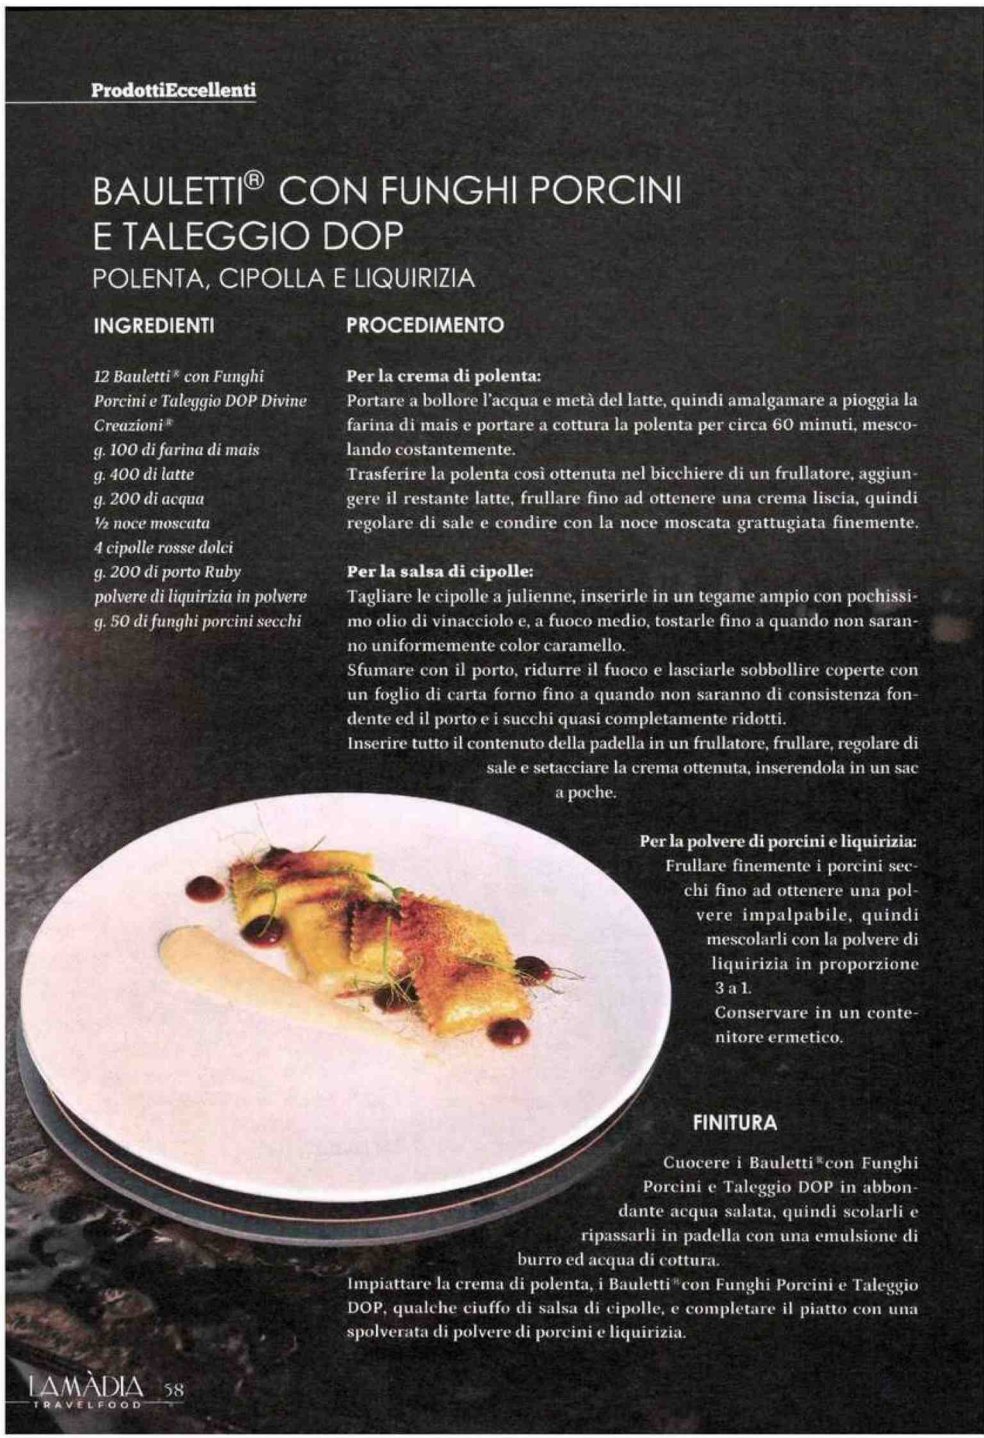 ProdottiEccellenti
BAULETTI® CON FUNGHI PORCINI
E TALEGGIO DOP
POLENTA, CIPOLLA E LIQUIRIZIA
INGREDIENTI
12 Bauletti® con Funghi
Porcini e Taleggio DOP Divine
Creazioni®
g. 100 di farina di mais
g. 400 di latte
g. 200 di acqua
½ noce moscata
4 cipolle rosse dolci
g. 200 di porto Ruby
polvere di liquirizia in polvere
g. 50 di funghi porcini secchi
PROCEDIMENTO
Per la crema di polenta:
Portare a bollore l'acqua e metà del latte, quindi amalgamare a pioggia la
farina di mais e portare a cottura la polenta per circa 60 minuti, mesco-
lando costantemente.
Trasferire la polenta così ottenuta nel bicchiere di un frullatore, aggiun-
gere il restante latte, frullare fino ad ottenere una crema liscia, quindi
regolare di sale e condire con la noce moscata grattugiata finemente.
Per la salsa di cipolle:
Tagliare le cipolle a julienne, inserirle in un tegame ampio con pochissi-
mo olio di vinacciolo e, a fuoco medio, tostarle fino a quando non saran-
no uniformemente color caramello.
Sfumare con il porto, ridurre il fuoco e lasciarle sobbollire coperte con
un foglio di carta forno fino a quando non saranno di consistenza fon-
dente ed il porto e i succhi quasi completamente ridotti.
Inserire tutto il contenuto della padella in un frullatore, frullare, regolare di
sale e setacciare la crema ottenuta, inserendola in un sac
a poche.
Per la polvere di porcini e liquirizia:
Frullare finemente i porcini sec-
chi fino ad ottenere una pol-
vere impalpabile, quindi
mescolarli con la polvere di
liquirizia in proporzione
3 a 1.
Conservare in un conte-
nitore ermetico.
FINITURA
Cuocere i Bauletti® con Funghi
Porcini e Taleggio DOP in abbon-
dante acqua salata, quindi scolarli e
ripassarli in padella con una emulsione di
burro ed acqua di cottura.
Impiattare la crema di polenta, i Bauletti® con Funghi Porcini e Taleggio
DOP, qualche ciuffo di salsa di cipolle, e completare il piatto con una
spolverata di polvere di porcini e liquirizia.
LAMÀDIA 58
TRAVELFOOD